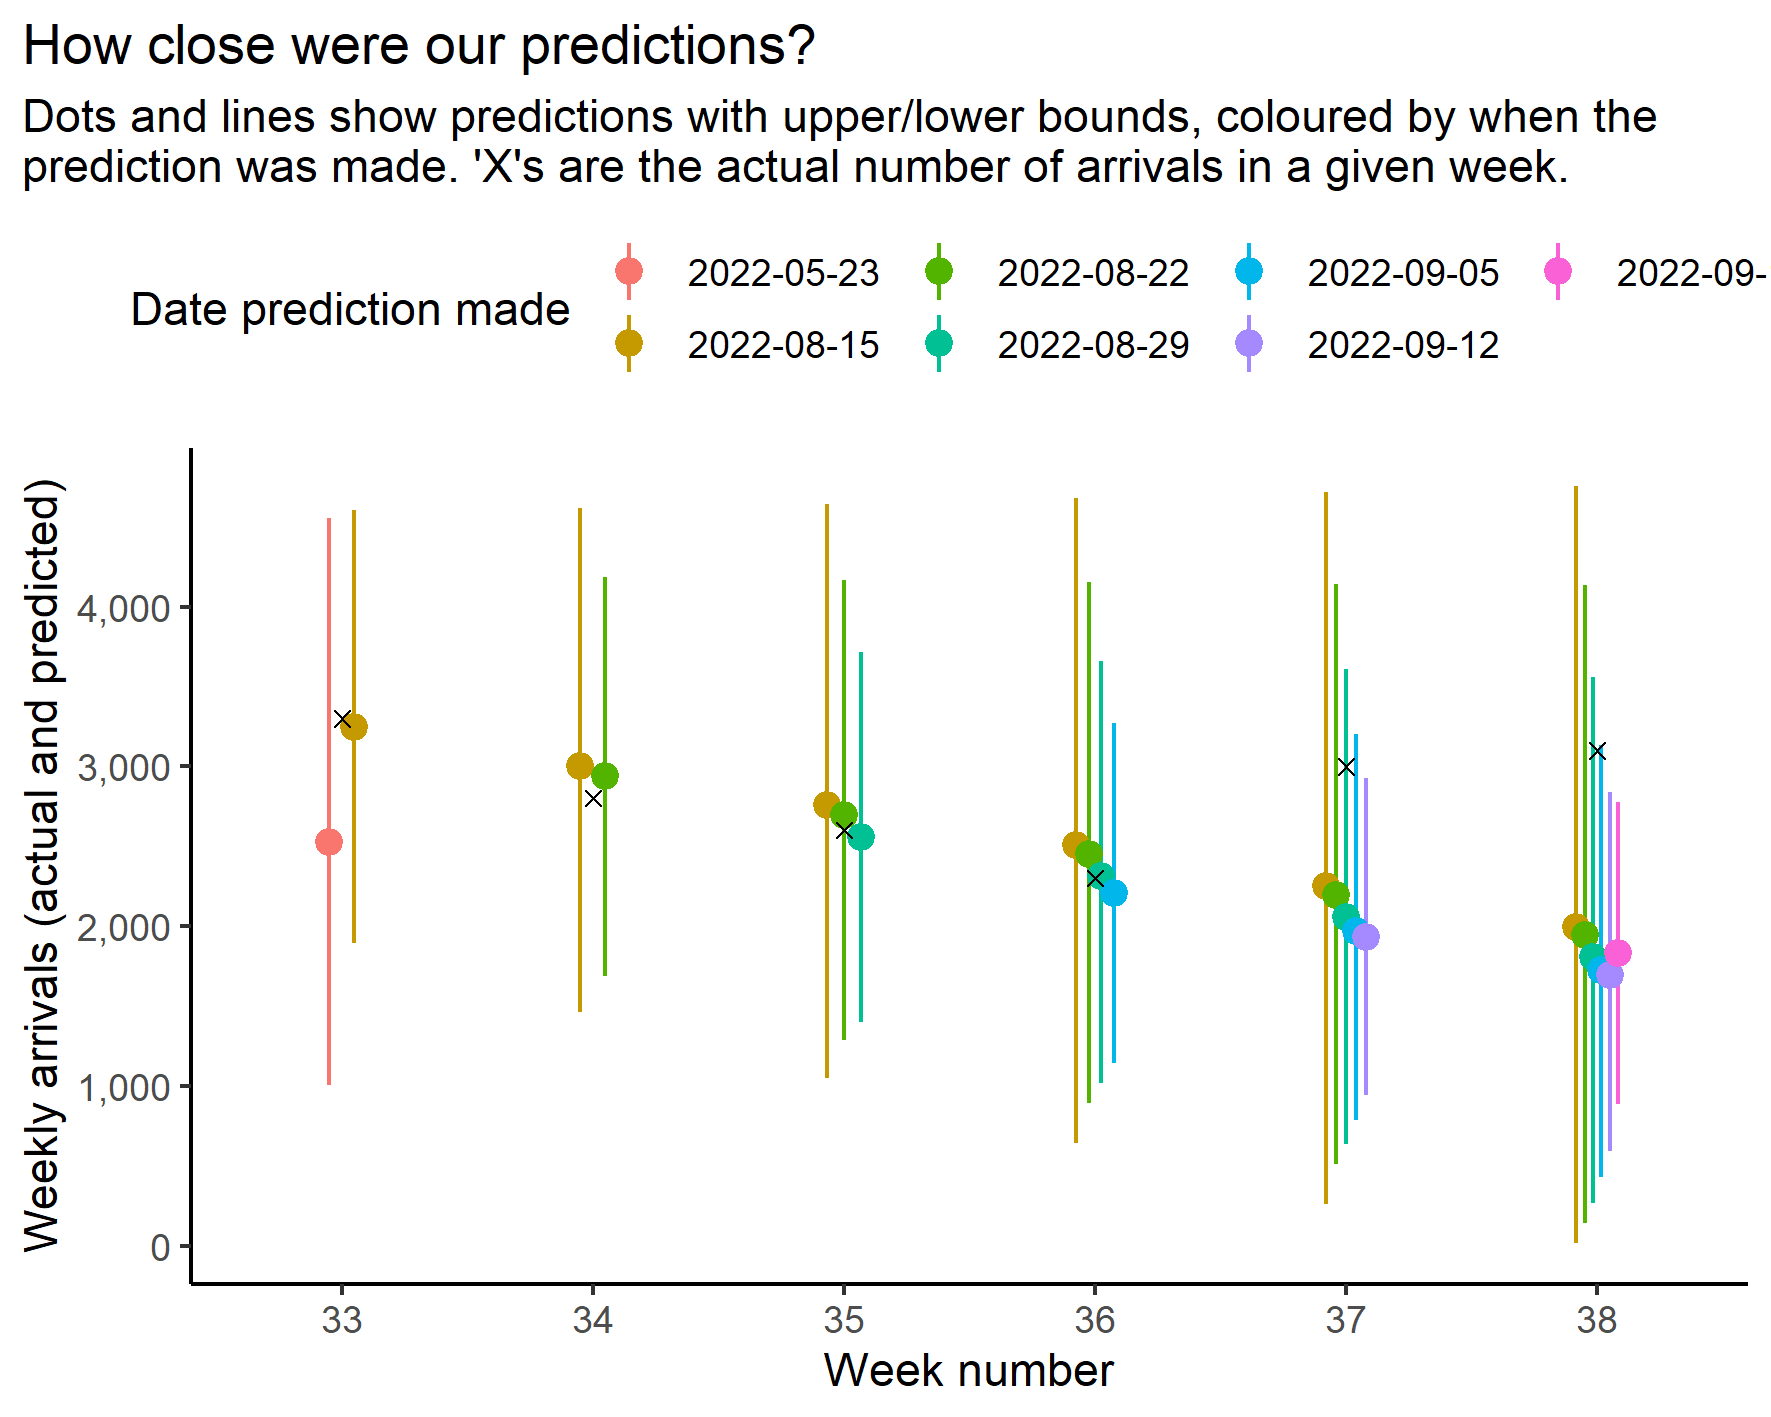 How close were our predictions?
Dots and lines show predictions with upper/lower bounds, coloured by when the
prediction was made. 'X's are the actual number of arrivals in a given week.
Date prediction made
2022-05-23 2022-08-22 2022-09-05 2022-09-
2022-08-15 2022-08-29 2022-09-12
Weekly arrivals (actual and predicted)
4,000
3,000
2,000
1,000
0
33 34 35 36 37 38
Week number